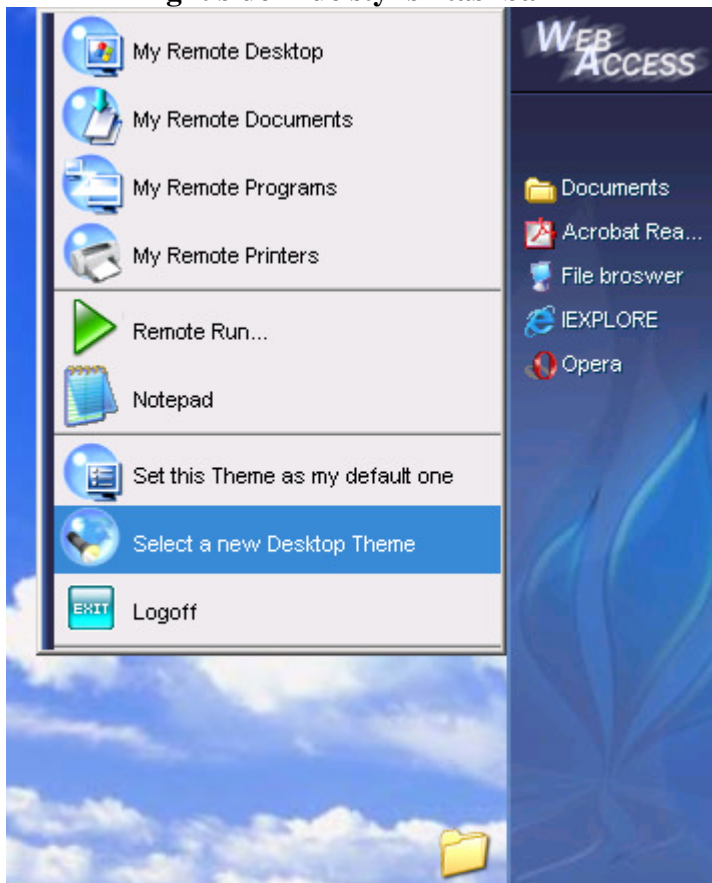 My Remote Desktop
My Remote Documents
My Remote Programs
My Remote Printers
Remote Run...
Notepad
Set this Theme as my default one
Select a new Desktop Theme
EXIT
Logoff
WEB
ACCESS
Documents
Acrobat Rea...
File broswer
IEXPLORE
Opera